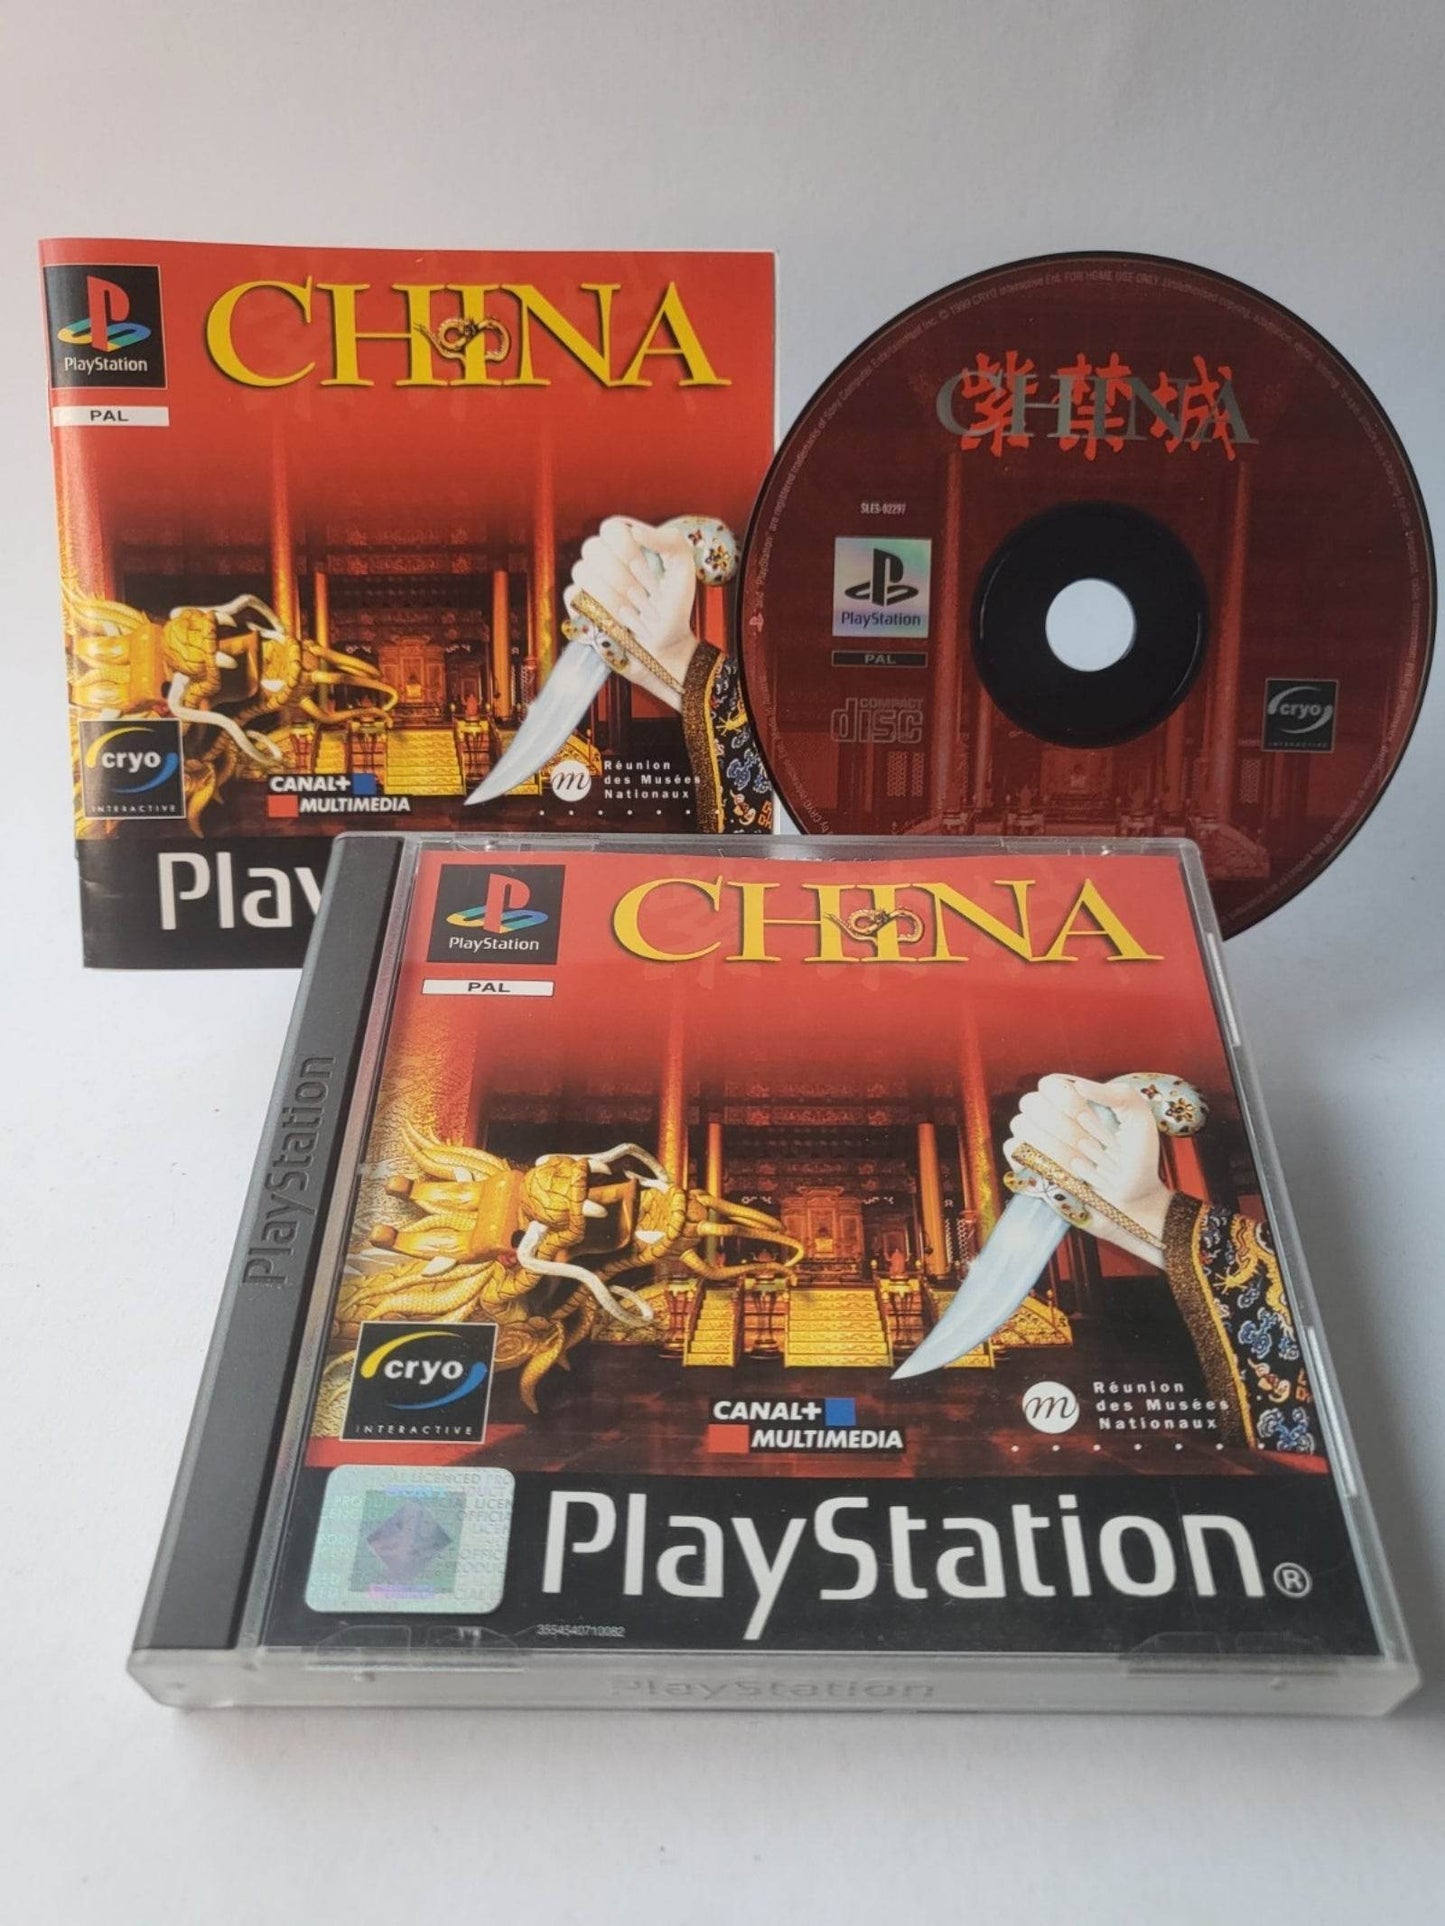 PlayStation
PAL
CHINA
cryo
INTERACTIVE
CANAL+
MULTIMEDIA
m
Réunion
des Musées
Nationaux
CHINA
紫禁城
SLES-02297
PlayStation
PAL
COMPACT
disc
cryo
INTERACTIVE
PlayStation
PlayStation
PAL
CHINA
cryo
INTERACTIVE
CANAL+
MULTIMEDIA
m
Réunion
des Musées
Nationaux
PlayStation®
3554540710082
PlayStation